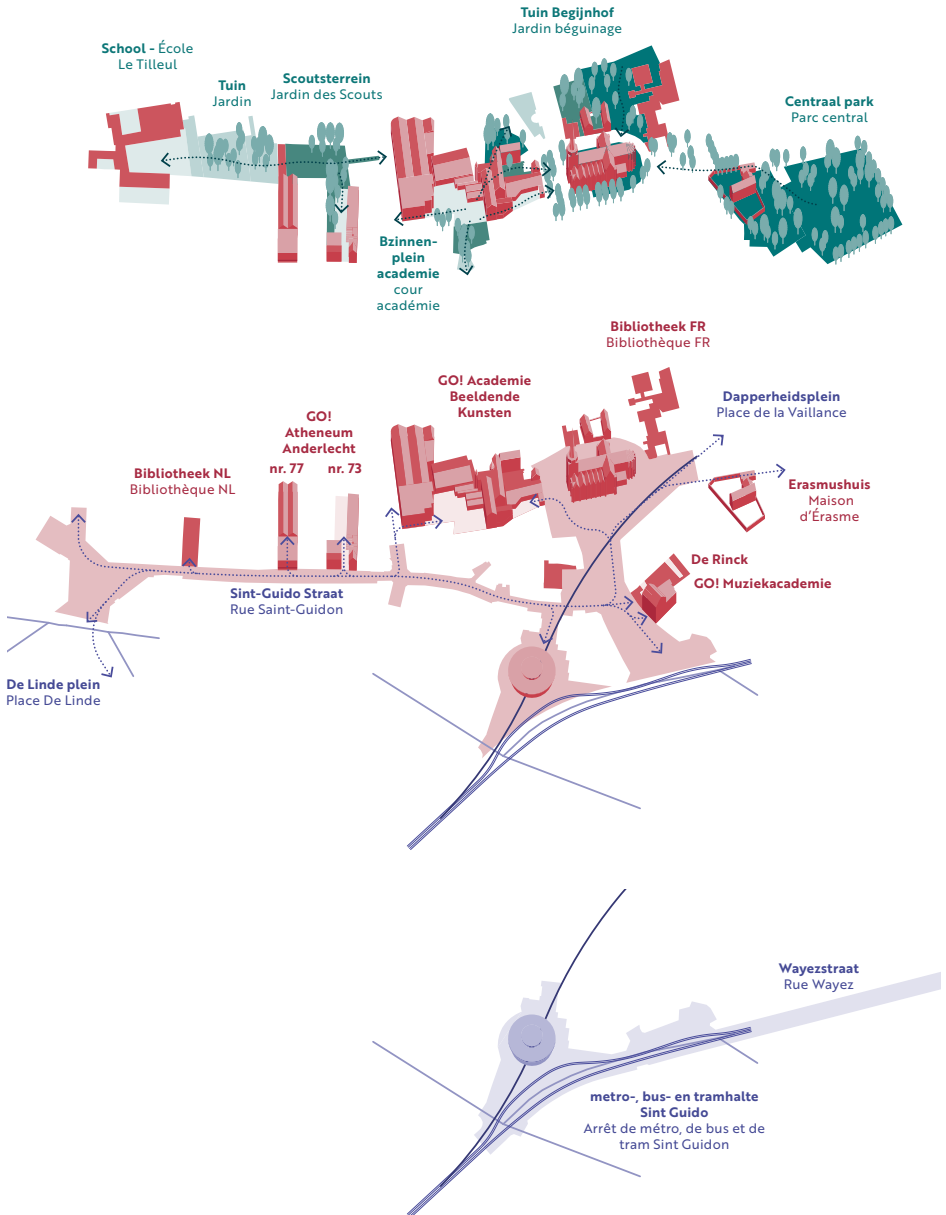 Tuin Begijnhof
Jardin béguinage
School - École
Le Tilleul
Tuin
Jardin
Scoutsterrein
Jardin des Scouts
Centraal park
Parc central
Bzinnen-
plein
academie
cour
académie
Bibliotheek FR
Bibliothèque FR
GO! Academie
Beeldende
Kunsten
Dapperheidsplein
Place de la Vaillance
GO!
Atheneum
Anderlecht
nr. 77 nr. 73
Bibliotheek NL
Bibliothèque NL
Erasmushuis
Maison
d'Érasme
De Rinck
GO! Muziekacademie
Sint-Guido Straat
Rue Saint-Guidon
De Linde plein
Place De Linde
Wayezstraat
Rue Wayez
metro-, bus- en tramhalte
Sint Guido
Arrêt de métro, de bus et de
tram Sint Guidon